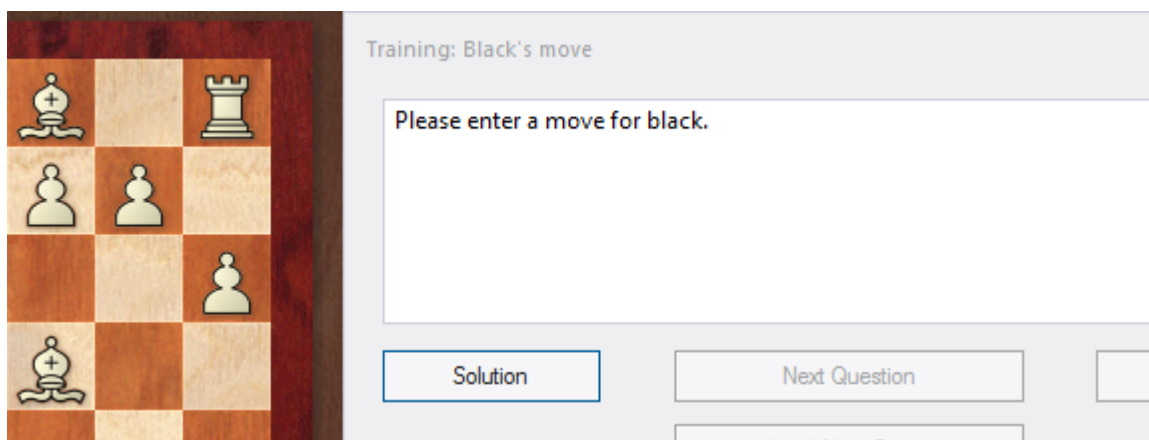 Training: Black's move
Please enter a move for black.
Solution
Next Question